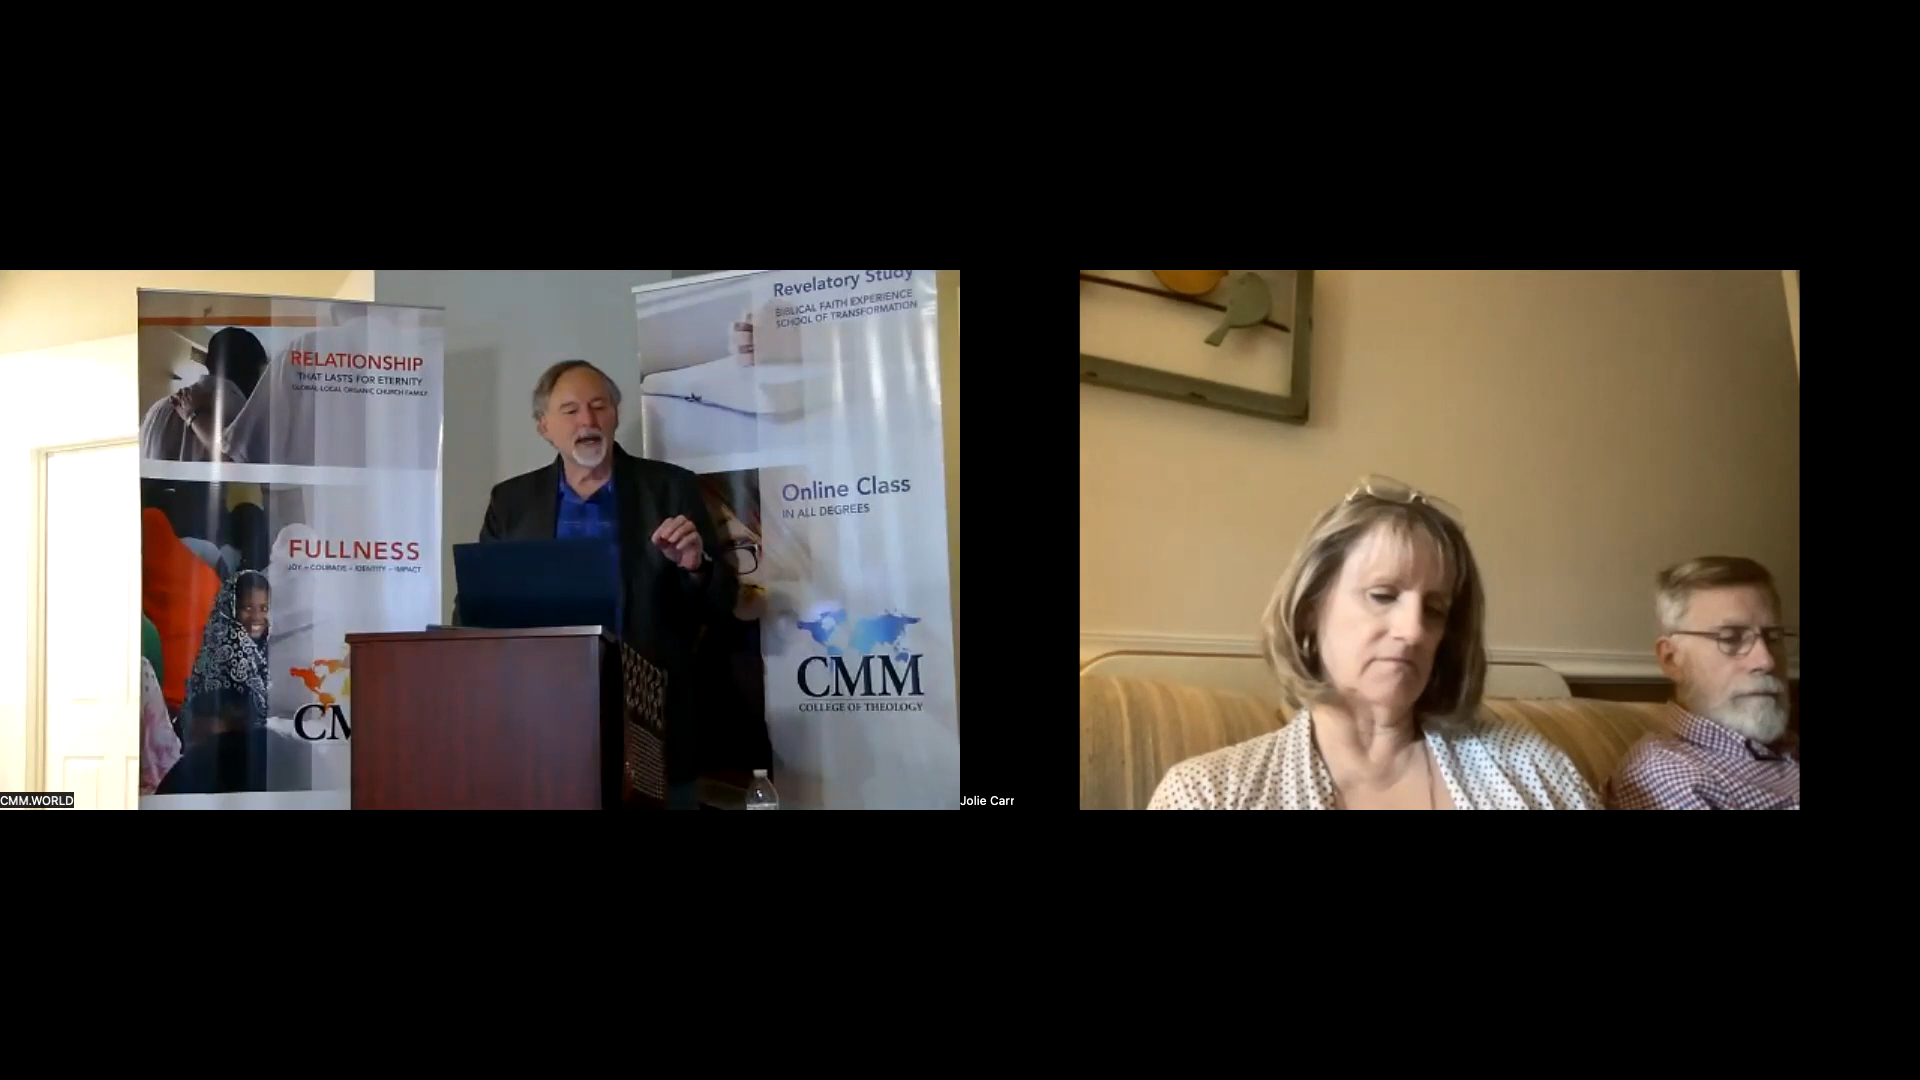 RELATIONSHIP
THAT LASTS FOR ETERNITY
GLOBAL LOCAL ORGANIC CHURCH FAMILY
FULLNESS
JOY – COURAGE – IDENTITY – IMPACT
CM
Revelatory Study
BIBLICAL FAITH EXPERIENCE
SCHOOL OF TRANSFORMATION
Online Class
IN ALL DEGREES
CMM
COLLEGE OF THEOLOGY
CMM.WORLD
Jolie Carr